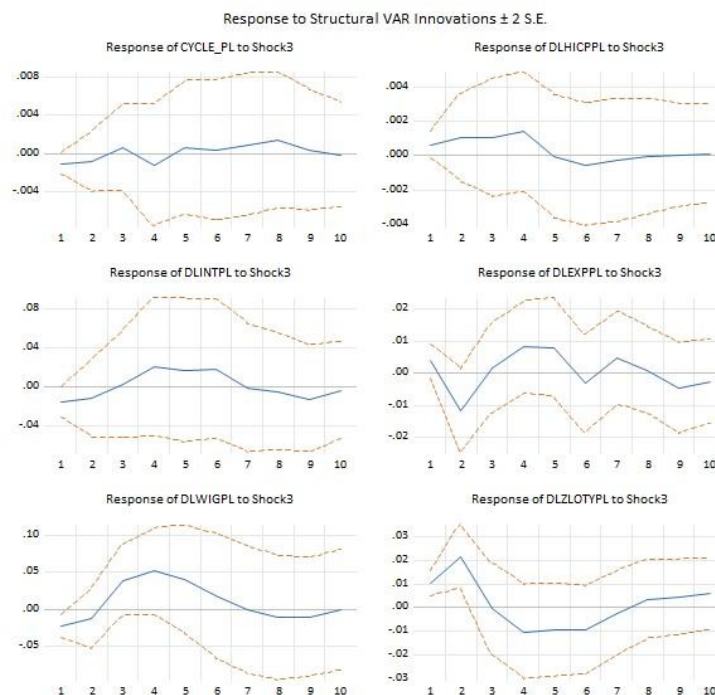 Response to Structural VAR Innovations ± 2 S.E.
Response of CYCLE_PL to Shock3
.008
.004
.000
-.004
1 2 3 4 5 6 7 8 9 10
Response of DLHICPPL to Shock3
.004
.002
.000
-.002
-.004
1 2 3 4 5 6 7 8 9 10
Response of DLINTPL to Shock3
.08
.04
.00
-.04
1 2 3 4 5 6 7 8 9 10
Response of DLEXPPL to Shock3
.02
.01
.00
-.01
-.02
1 2 3 4 5 6 7 8 9 10
Response of DLWIGPL to Shock3
.10
.05
.00
-.05
1 2 3 4 5 6 7 8 9 10
Response of DLZLOTYPL to Shock3
.03
.02
.01
.00
-.01
-.02
-.03
1 2 3 4 5 6 7 8 9 10